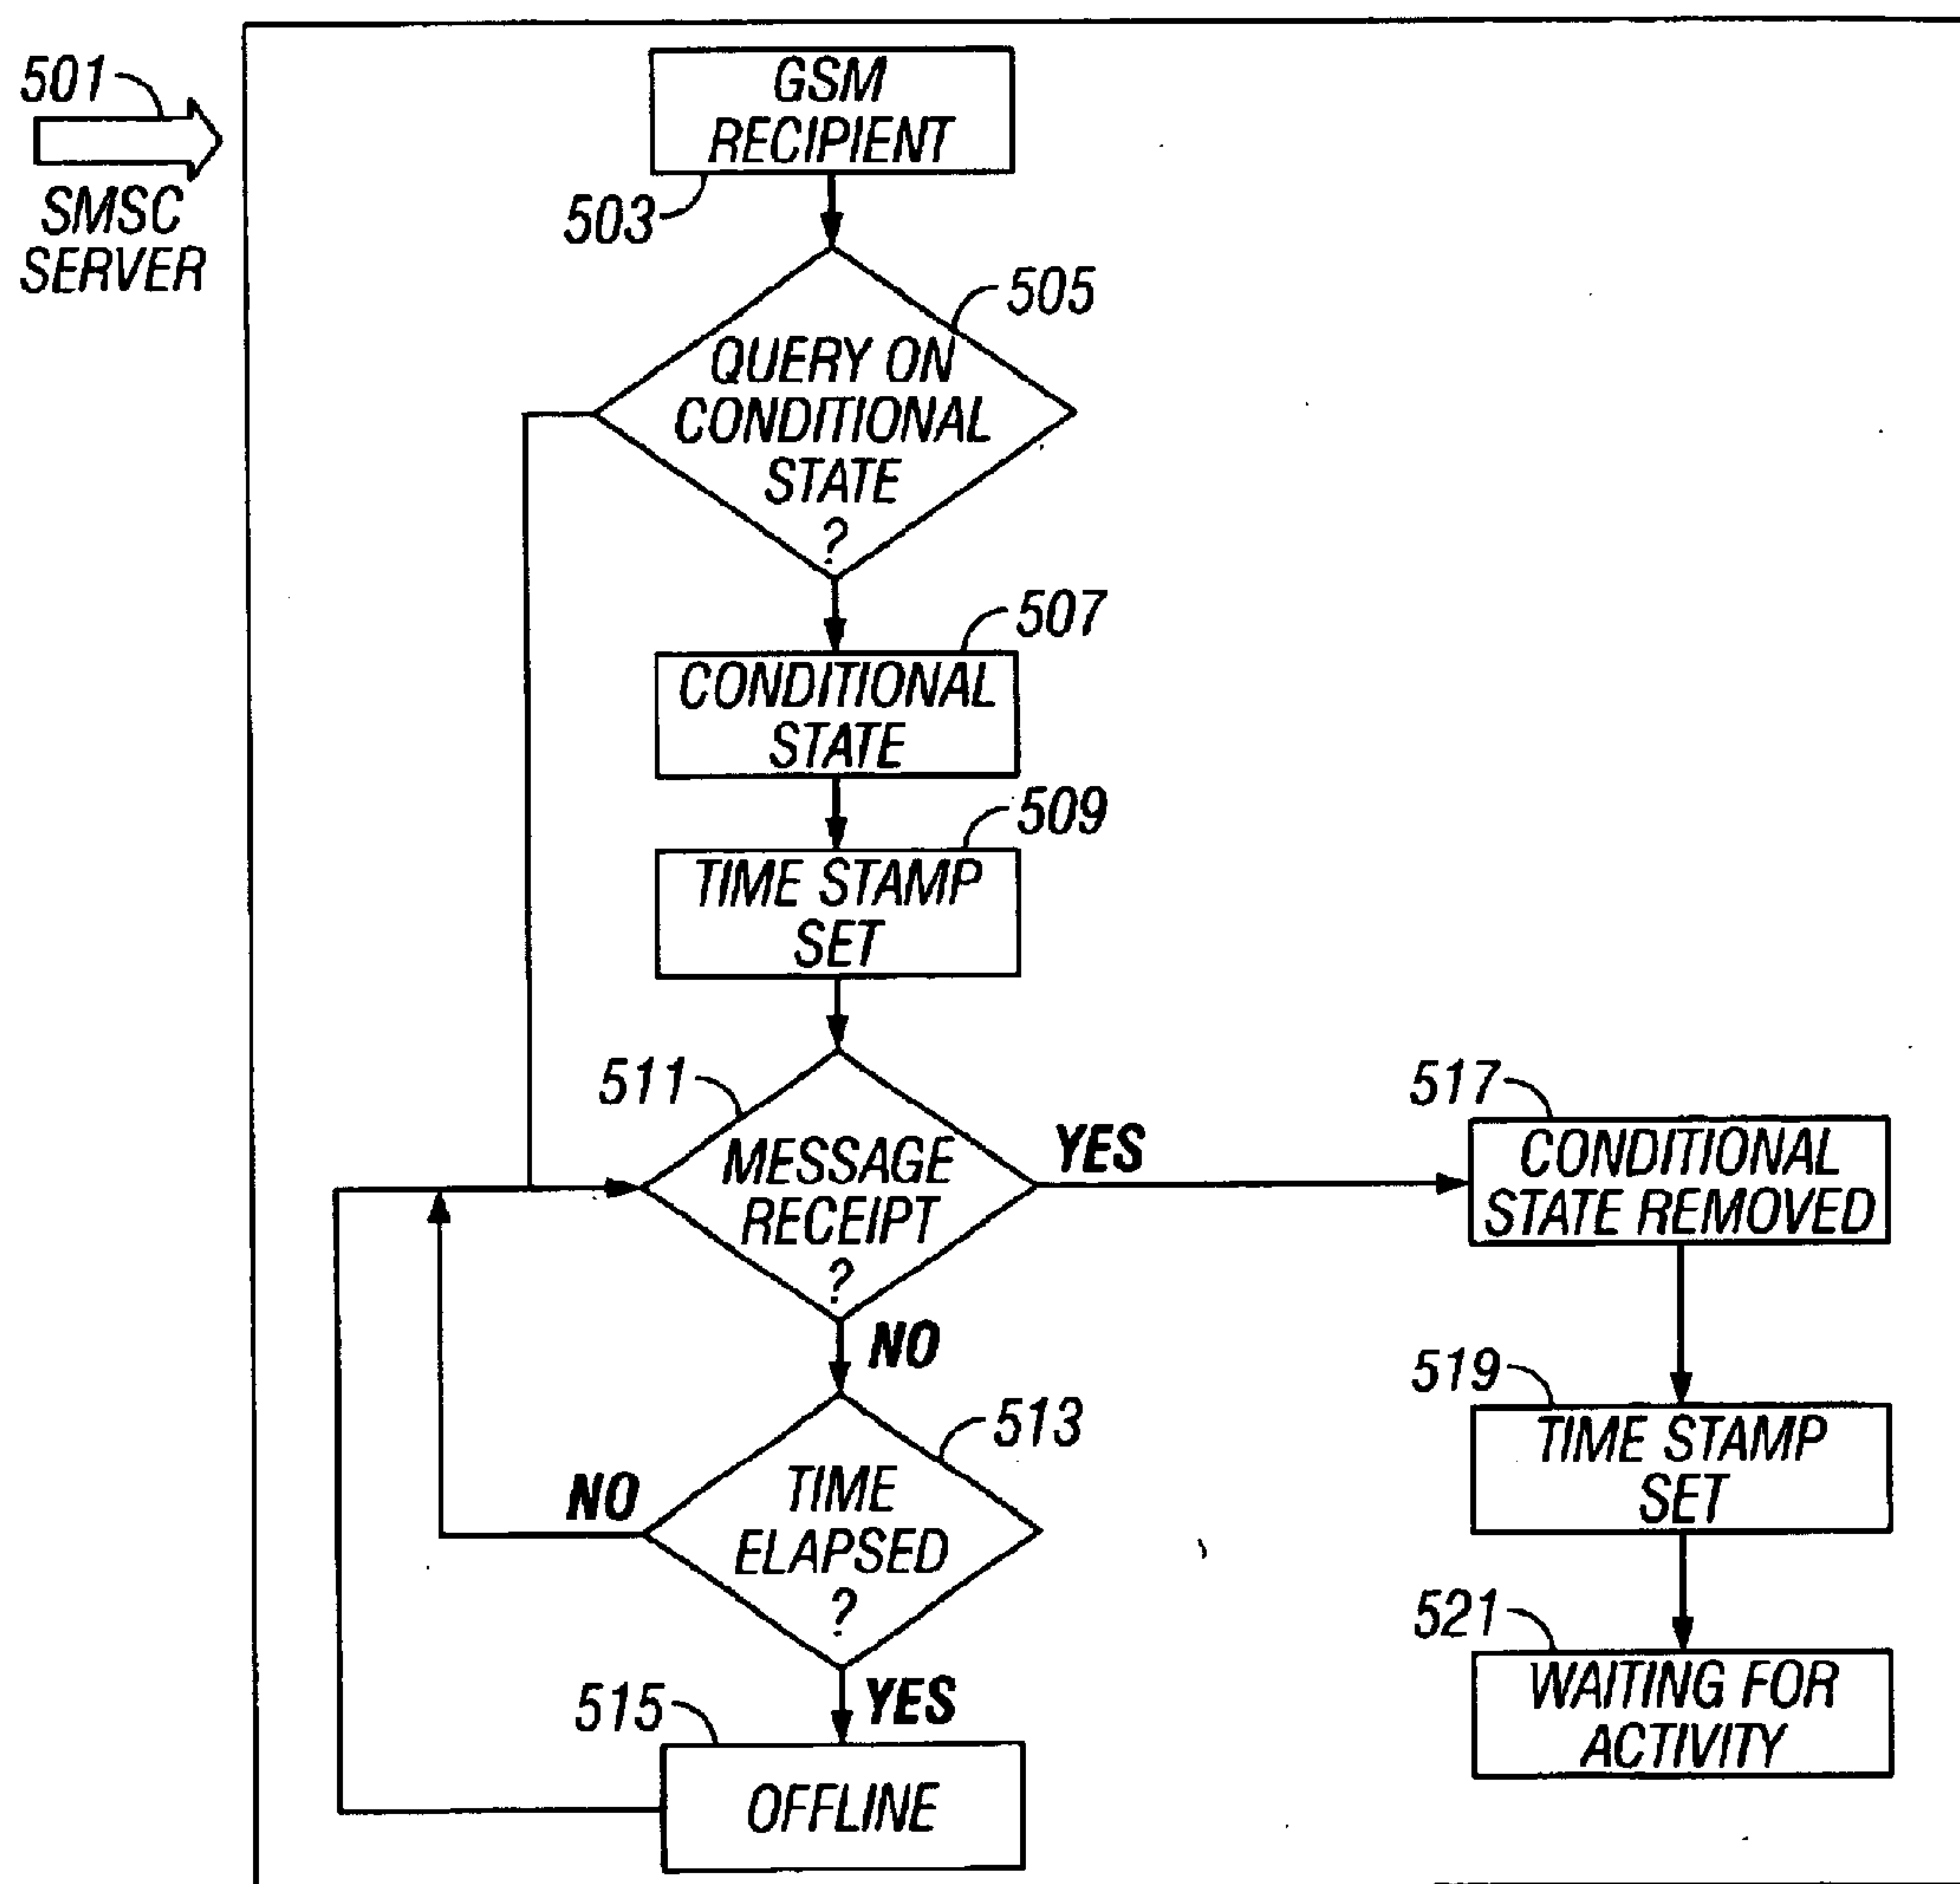 501
SMSC
SERVER
GSM
RECIPIENT
503
505
QUERY ON
CONDITIONAL
STATE
?
507
CONDITIONAL
STATE
509
TIME STAMP
SET
511
MESSAGE
RECEIPT
?
YES
NO
517
CONDITIONAL
STATE REMOVED
513
TIME
ELAPSED
?
NO
YES
519
TIME STAMP
SET
515
OFFLINE
521
WAITING FOR
ACTIVITY